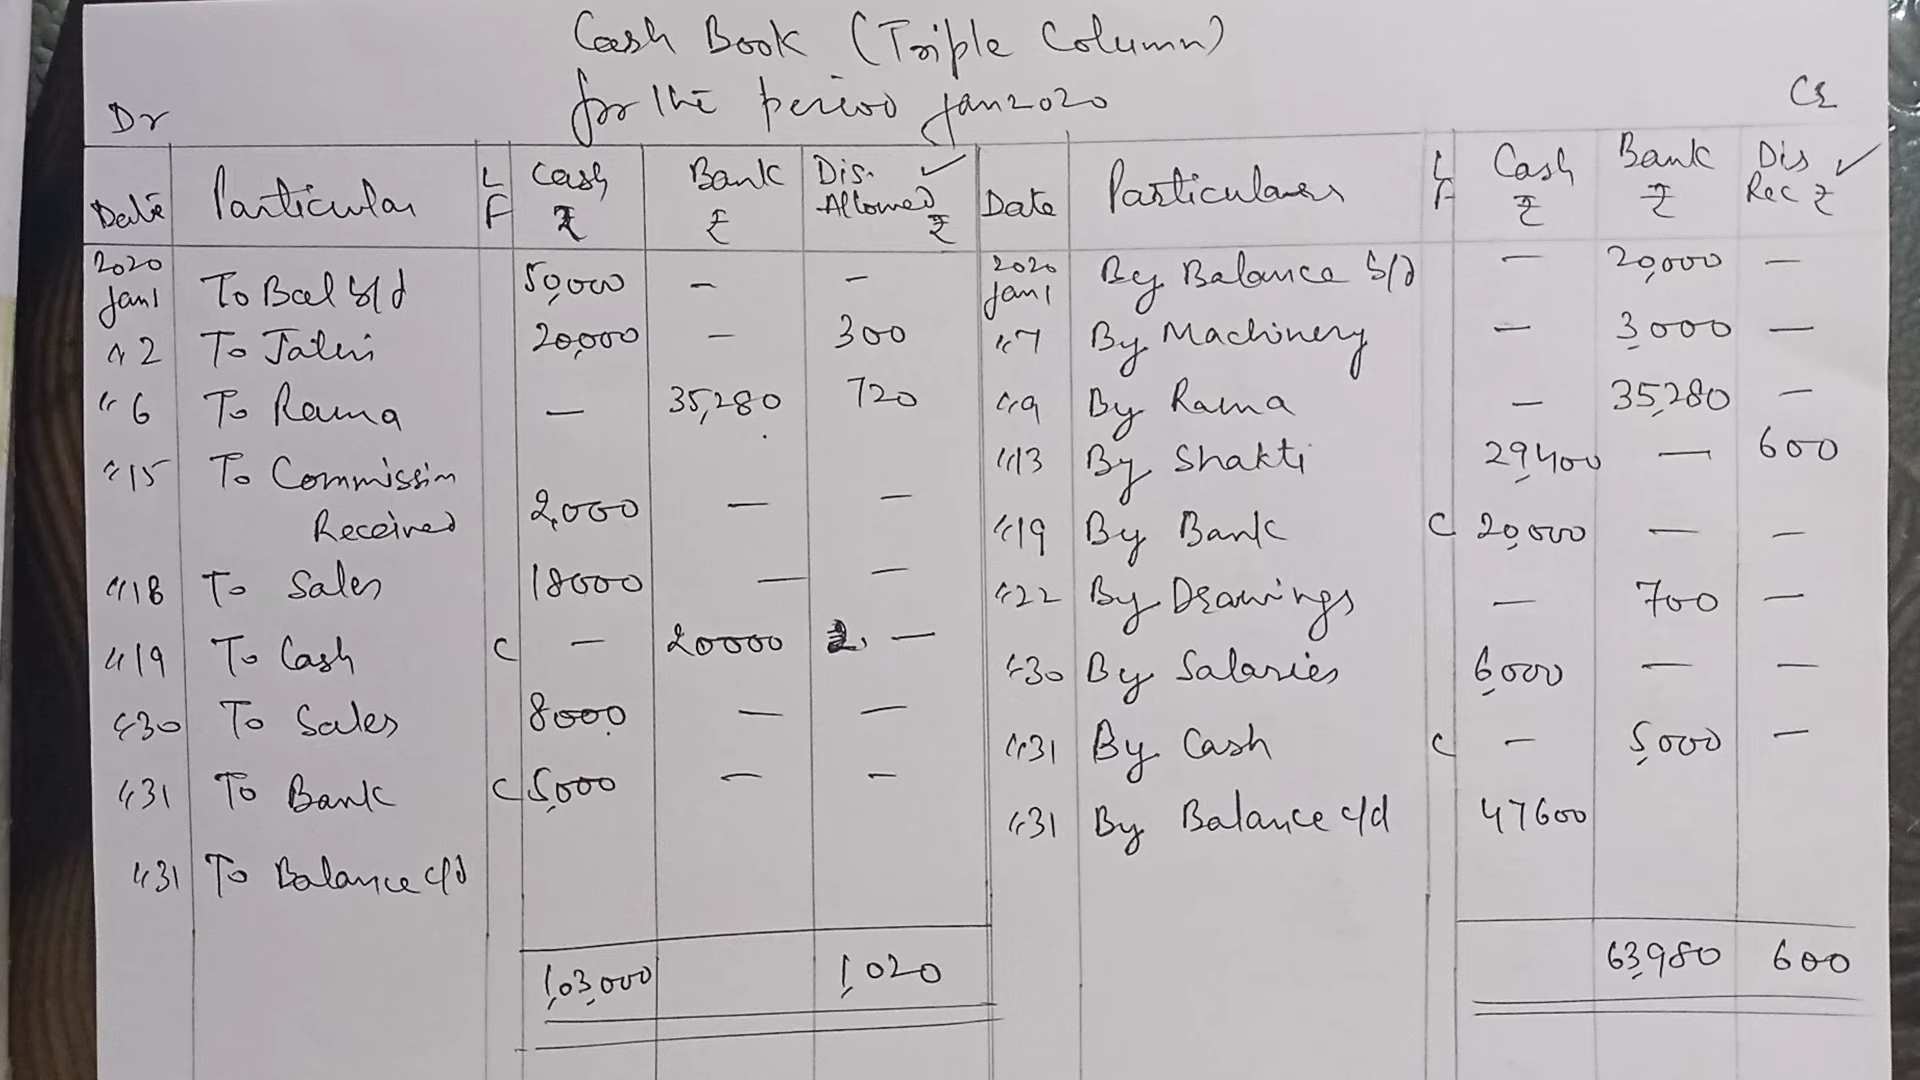 Cash Book (Triple Column)
for the period Jan 2020
Dr Cr
Date Particular LF Cash ₹ Bank ₹ Dis. Allowed ₹ ✓ Date Particulars LF Cash ₹ Bank ₹ Dis Rec ₹ ✓
2020 Jan 1 To Bal b/d 50,000 – – 2020 Jan 1 By Balance b/d – 20,000 –
" 2 To Jatin 20,000 – 300 " 7 By Machinery – 3,000 –
" 6 To Rama – 35,280 720 " 9 By Rama – 35,280 –
" 15 To Commission " 13 By Shakti 29,400 – 600
Received 2,000 – – " 19 By Bank C 20,000 – –
" 18 To Sales 18000 – – " 22 By Drawings – 700 –
" 19 To Cash C – 20000 – " 30 By Salaries 6,000 – –
" 30 To Sales 8000 – – " 31 By Cash C – 5,000 –
" 31 To Bank C 5,000 – – " 31 By Balance c/d 47600
" 31 To Balance c/d
1,03,000 1,020 63,980 600